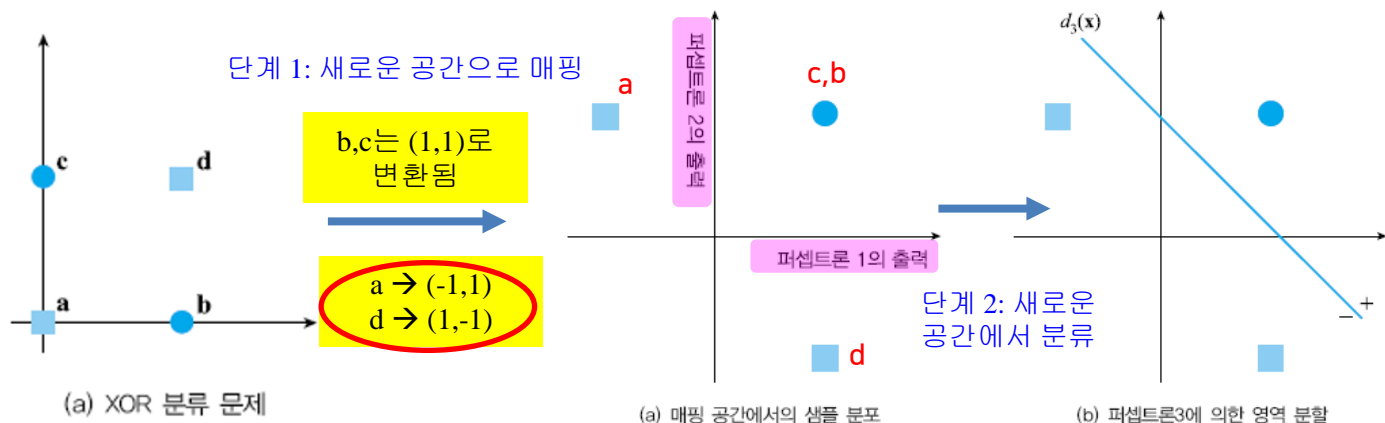 단계 1: 새로운 공간으로 매핑
c
d
a
b
b,c는 (1,1)로
변환됨
a → (-1,1)
d → (1,-1)
(a) XOR 분류 문제
퍼셉트론 2의 출력
a
c,b
퍼셉트론 1의 출력
d
(a) 매핑 공간에서의 샘플 분포
단계 2: 새로운
공간에서 분류
d₃(x)
− +
(b) 퍼셉트론3에 의한 영역 분할